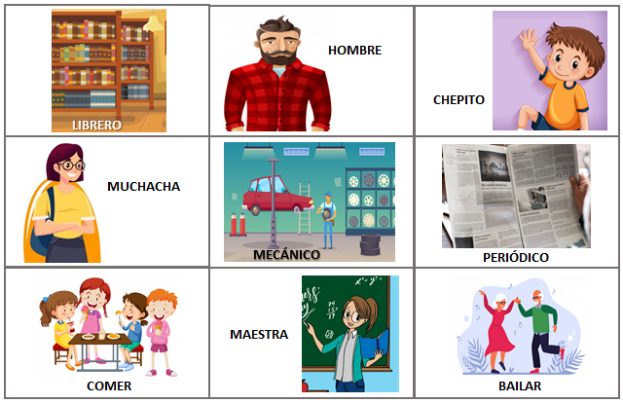 LIBRERO
HOMBRE
CHEPITO
MUCHACHA
MECÁNICO
PERIÓDICO
COMER
MAESTRA
BAILAR